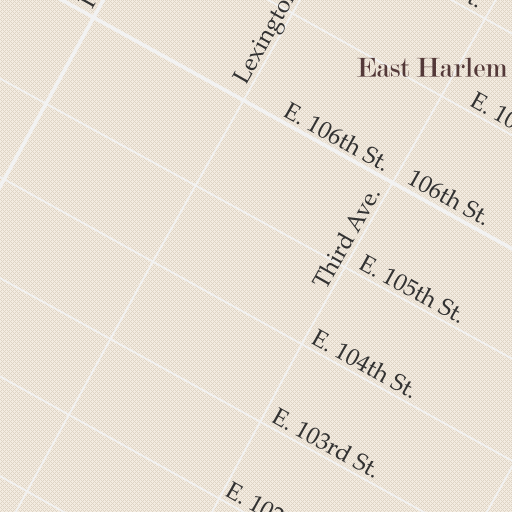 Lexington
East Harlem
E. 106th St.
106th St.
Third Ave.
E. 105th St.
E. 104th St.
E. 103rd St.